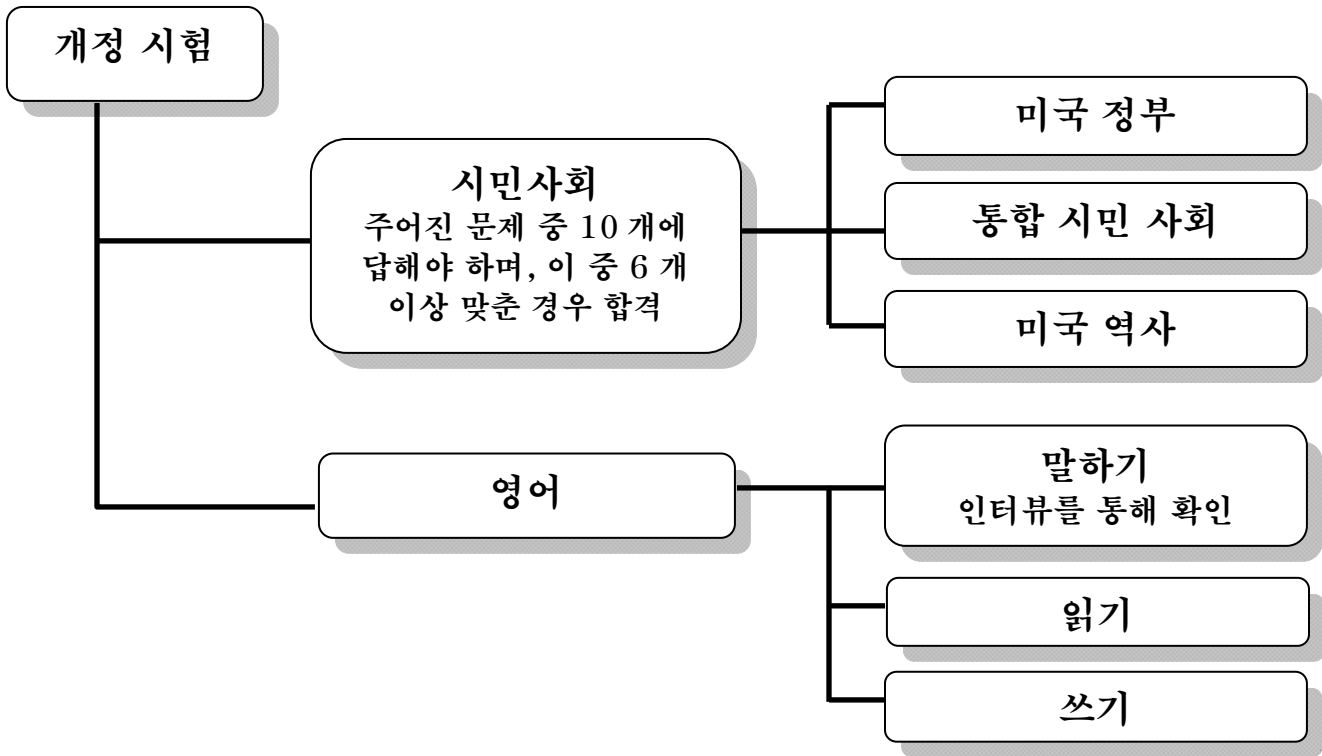 개정 시험
시민사회
주어진 문제 중 10 개에
답해야 하며, 이 중 6 개
이상 맞춘 경우 합격
미국 정부
통합 시민 사회
미국 역사
영어
말하기
인터뷰를 통해 확인
읽기
쓰기